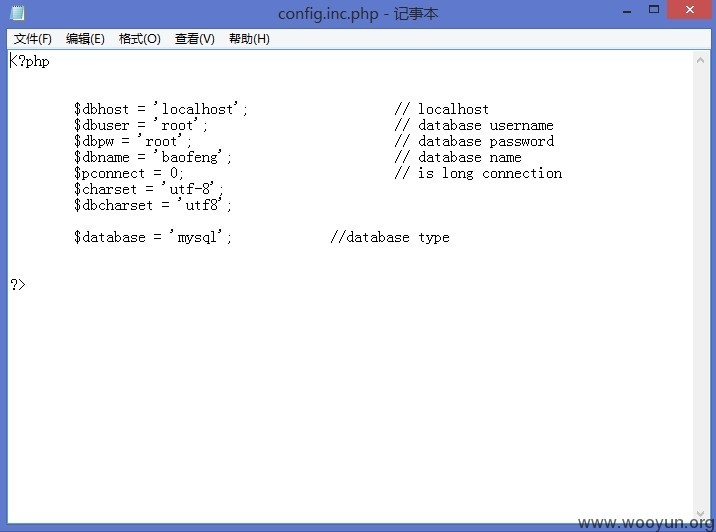 config.inc.php - 记事本
文件(F) 编辑(E) 格式(O) 查看(V) 帮助(H)
<?php
$dbhost = 'localhost'; // localhost
$dbuser = 'root'; // database username
$dbpw = 'root'; // database password
$dbname = 'baofeng'; // database name
$pconnect = 0; // is long connection
$charset = 'utf-8';
$dbcharset = 'utf8';
$database = 'mysql'; //database type
?>
www.wooyun.org